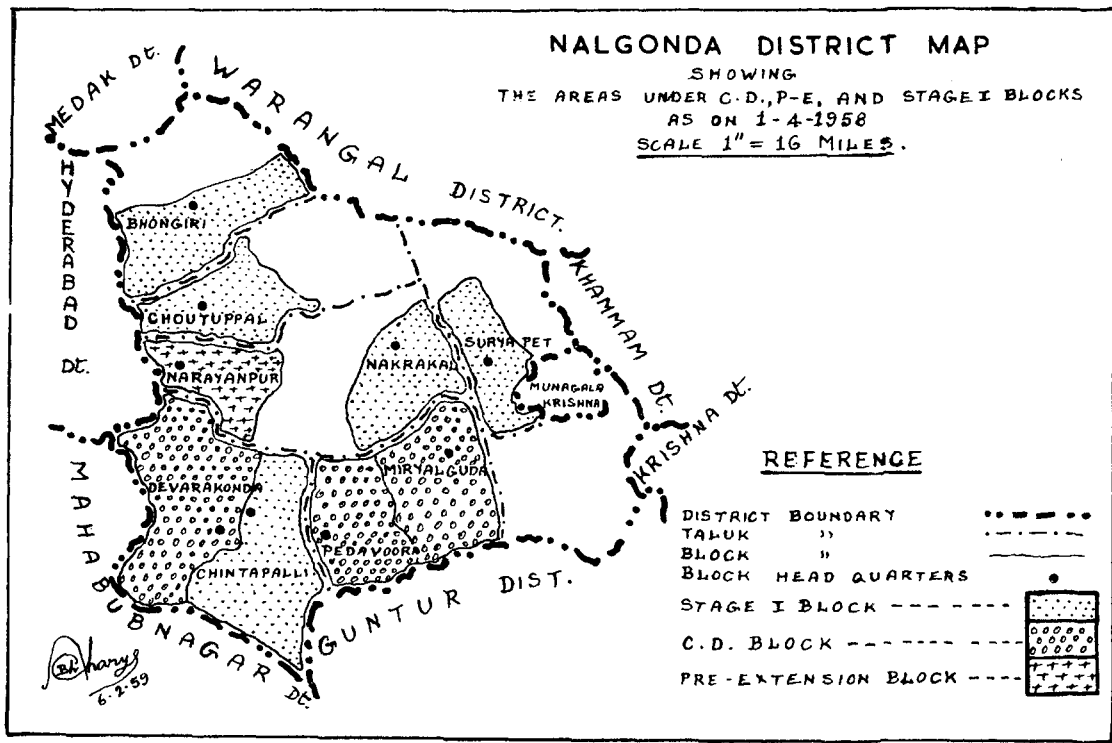 NALGONDA DISTRICT MAP
SHOWING
THE AREAS UNDER C.D., P-E, AND STAGE I BLOCKS
AS ON 1-4-1958
SCALE 1" = 16 MILES.
MEDAK Dt.
WARANGAL DISTRICT.
HYDERABAD Dt.
KHAMMAM Dt.
KRISHNA Dt.
MAHABUBNAGAR Dt.
GUNTUR DIST.
BHONGIRI
CHOUTUPPAL
NARAYANPUR
NAKRAKAL
SURYAPET
MUNAGALA
KRISHNA
DEVARAKONDA
MIRYALGUDA
PEDAVOORA
CHINTAPALLI
REFERENCE
DISTRICT BOUNDARY
TALUK "
BLOCK "
BLOCK HEAD QUARTERS
STAGE I BLOCK
C.D. BLOCK
PRE-EXTENSION BLOCK
6-2-59